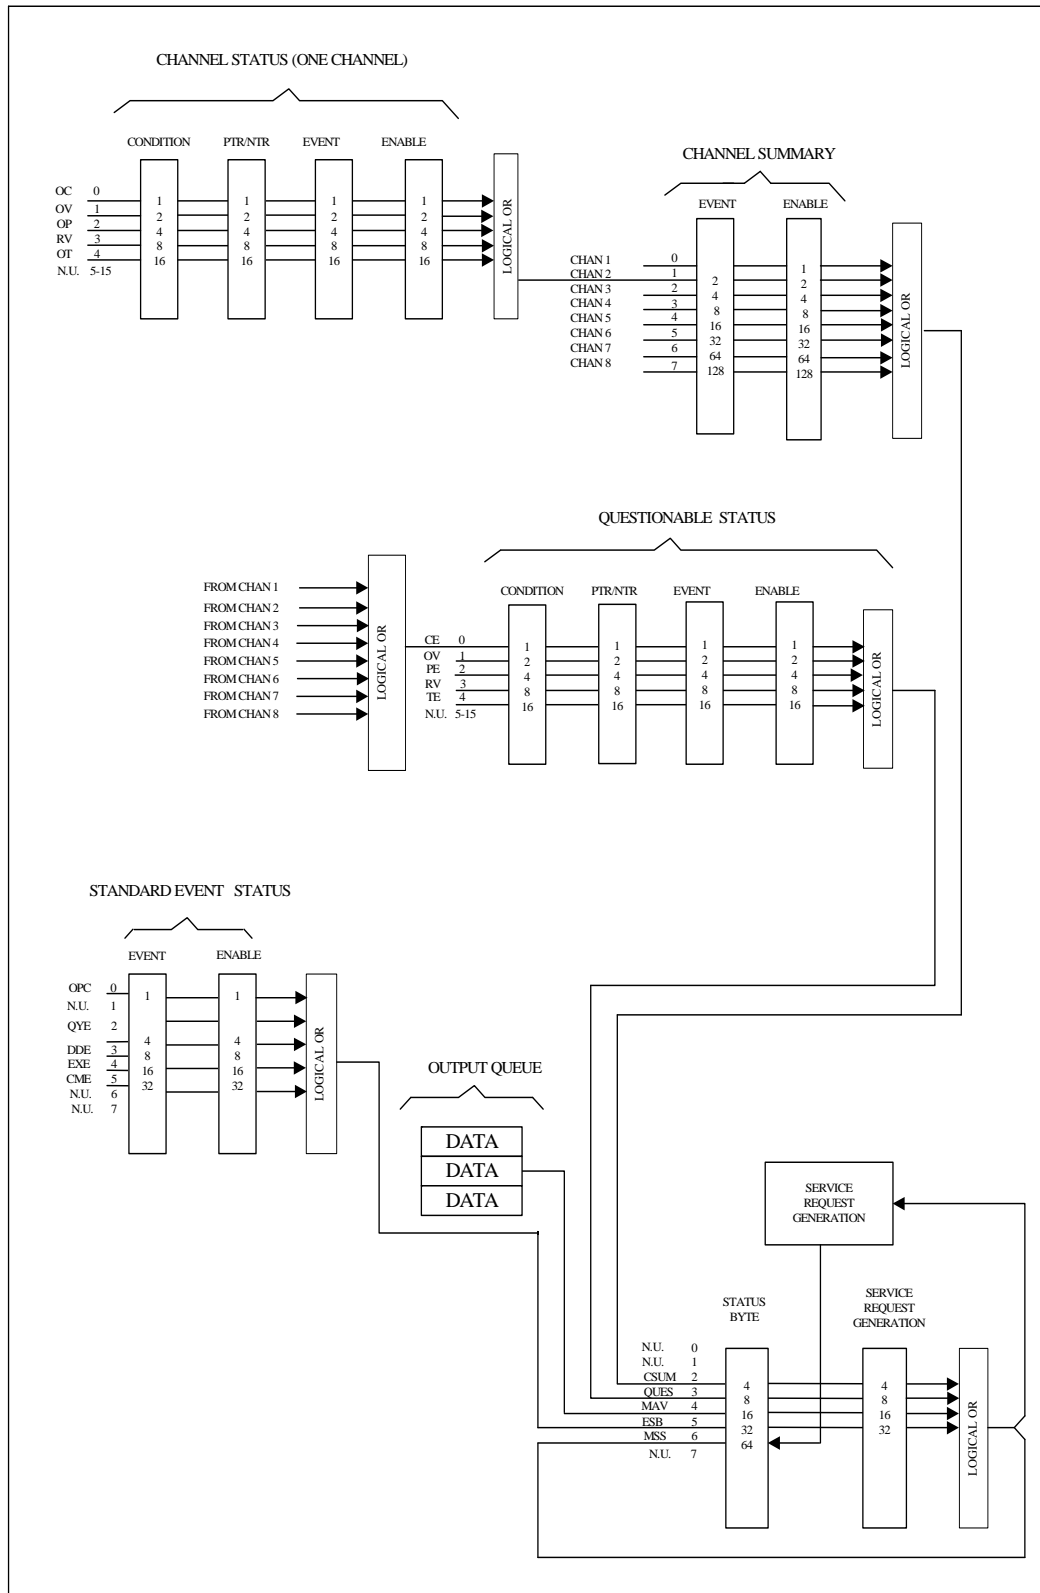 CHANNEL STATUS (ONE CHANNEL)
CONDITION PTR/NTR EVENT ENABLE
LOGICAL OR
OC 0 1 1 1 1
OV 1 2 2 2 2
OP 2 4 4 4 4
RV 3 8 8 8 8
OT 4 16 16 16 16
N.U. 5-15
CHANNEL SUMMARY
EVENT ENABLE
CHAN 1 0 1
CHAN 2 1 2 2
CHAN 3 2 4 4
CHAN 4 3 8 8
CHAN 5 4 16 16
CHAN 6 5 32 32
CHAN 7 6 64 64
CHAN 8 7 128 128
LOGICAL OR
QUESTIONABLE STATUS
FROM CHAN 1
FROM CHAN 2
FROM CHAN 3
FROM CHAN 4
FROM CHAN 5
FROM CHAN 6
FROM CHAN 7
FROM CHAN 8
LOGICAL OR
CONDITION PTR/NTR EVENT ENABLE
CE 0 1 1 1 1
OV 1 2 2 2 2
PE 2 4 4 4 4
RV 3 8 8 8 8
TE 4 16 16 16 16
N.U. 5-15
LOGICAL OR
STANDARD EVENT STATUS
EVENT ENABLE
OPC 0 1 1
N.U. 1
QYE 2 4 4
DDE 3 8 8
EXE 4 16 16
CME 5 32 32
N.U. 6
N.U. 7
LOGICAL OR
OUTPUT QUEUE
DATA
DATA
DATA
SERVICE
REQUEST
GENERATION
STATUS
BYTE
SERVICE
REQUEST
GENERATION
N.U. 0
N.U. 1
CSUM 2 4 4
QUES 3 8 8
MAV 4 16 16
ESB 5 32 32
MSS 6 64
N.U. 7
LOGICAL OR